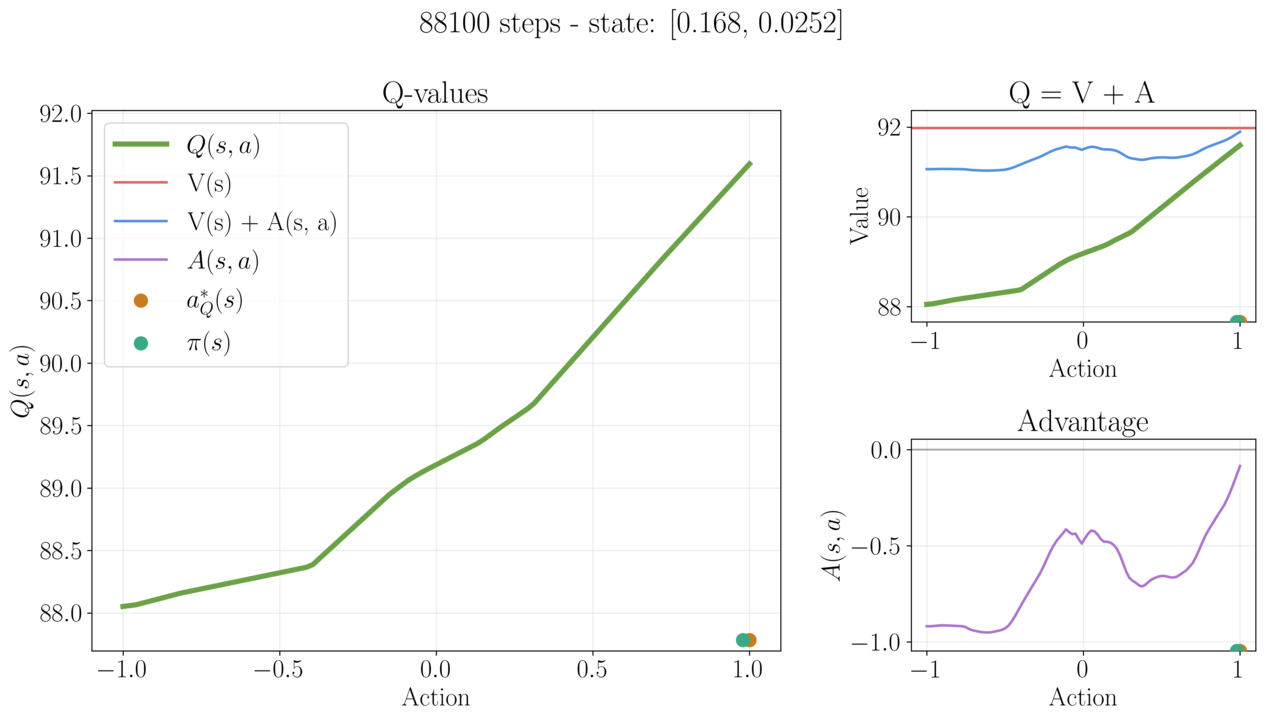 88100 steps - state: [0.168, 0.0252]
Q-values
Q(s, a)
92.0
91.5
91.0
90.5
90.0
89.5
89.0
88.5
88.0
−1.0 −0.5 0.0 0.5 1.0
Action
Q(s, a)
V(s)
V(s) + A(s, a)
A(s, a)
a*_Q(s)
π(s)
Q = V + A
Value
92
90
88
−1 0 1
Action
Advantage
A(s, a)
0.0
−0.5
−1.0
−1 0 1
Action